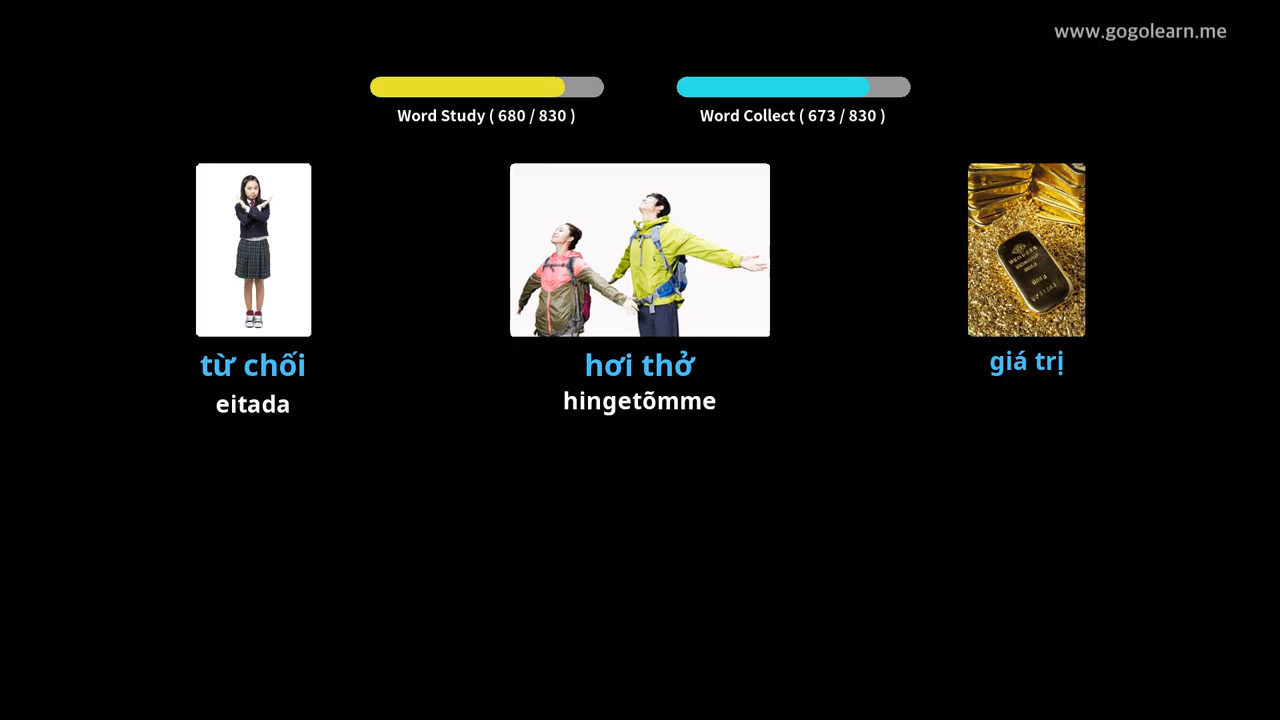 www.gogolearn.me
Word Study ( 680 / 830 )
Word Collect ( 673 / 830 )
từ chối
hơi thở
giá trị
eitada
hingetõmme